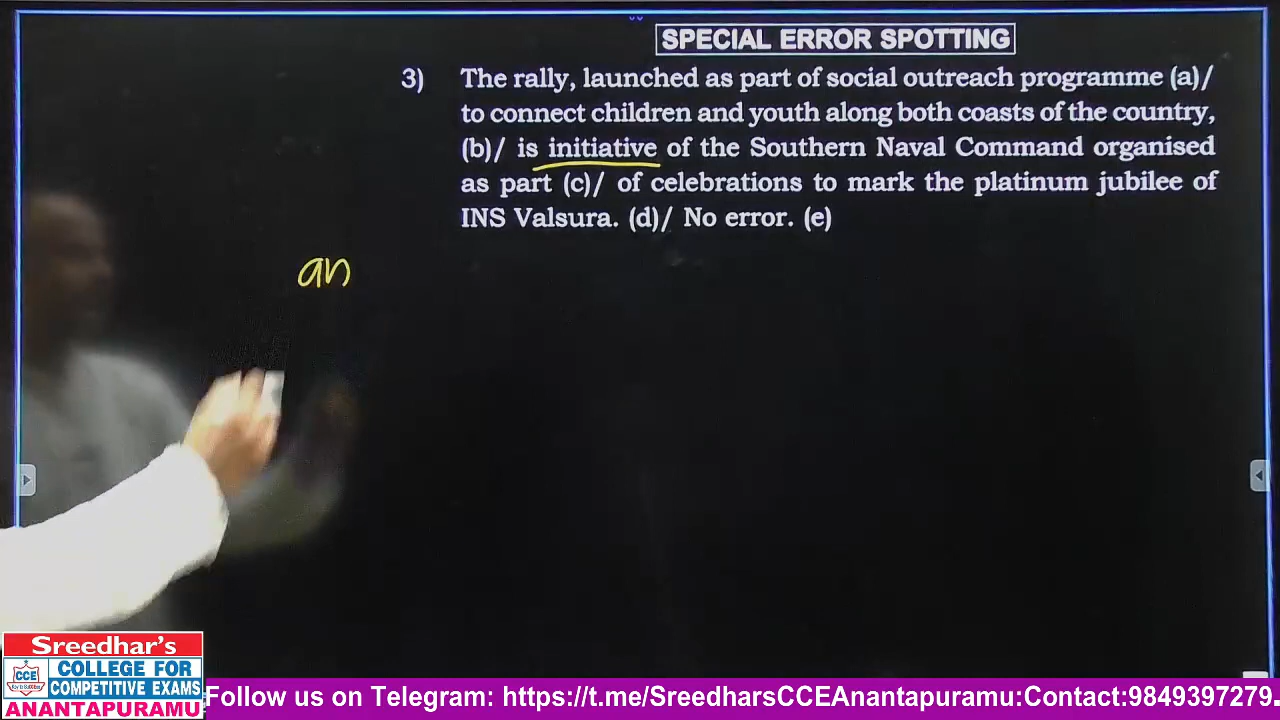 SPECIAL ERROR SPOTTING
3) The rally, launched as part of social outreach programme (a)/
to connect children and youth along both coasts of the country,
(b)/ is initiative of the Southern Naval Command organised
as part (c)/ of celebrations to mark the platinum jubilee of
INS Valsura. (d)/ No error. (e)
an
Sreedhar's
CCE
COLLEGE FOR
COMPETITIVE EXAMS
ANANTAPURAMU
Follow us on Telegram: https://t.me/SreedharsCCEAnantapuramu:Contact:9849397279.